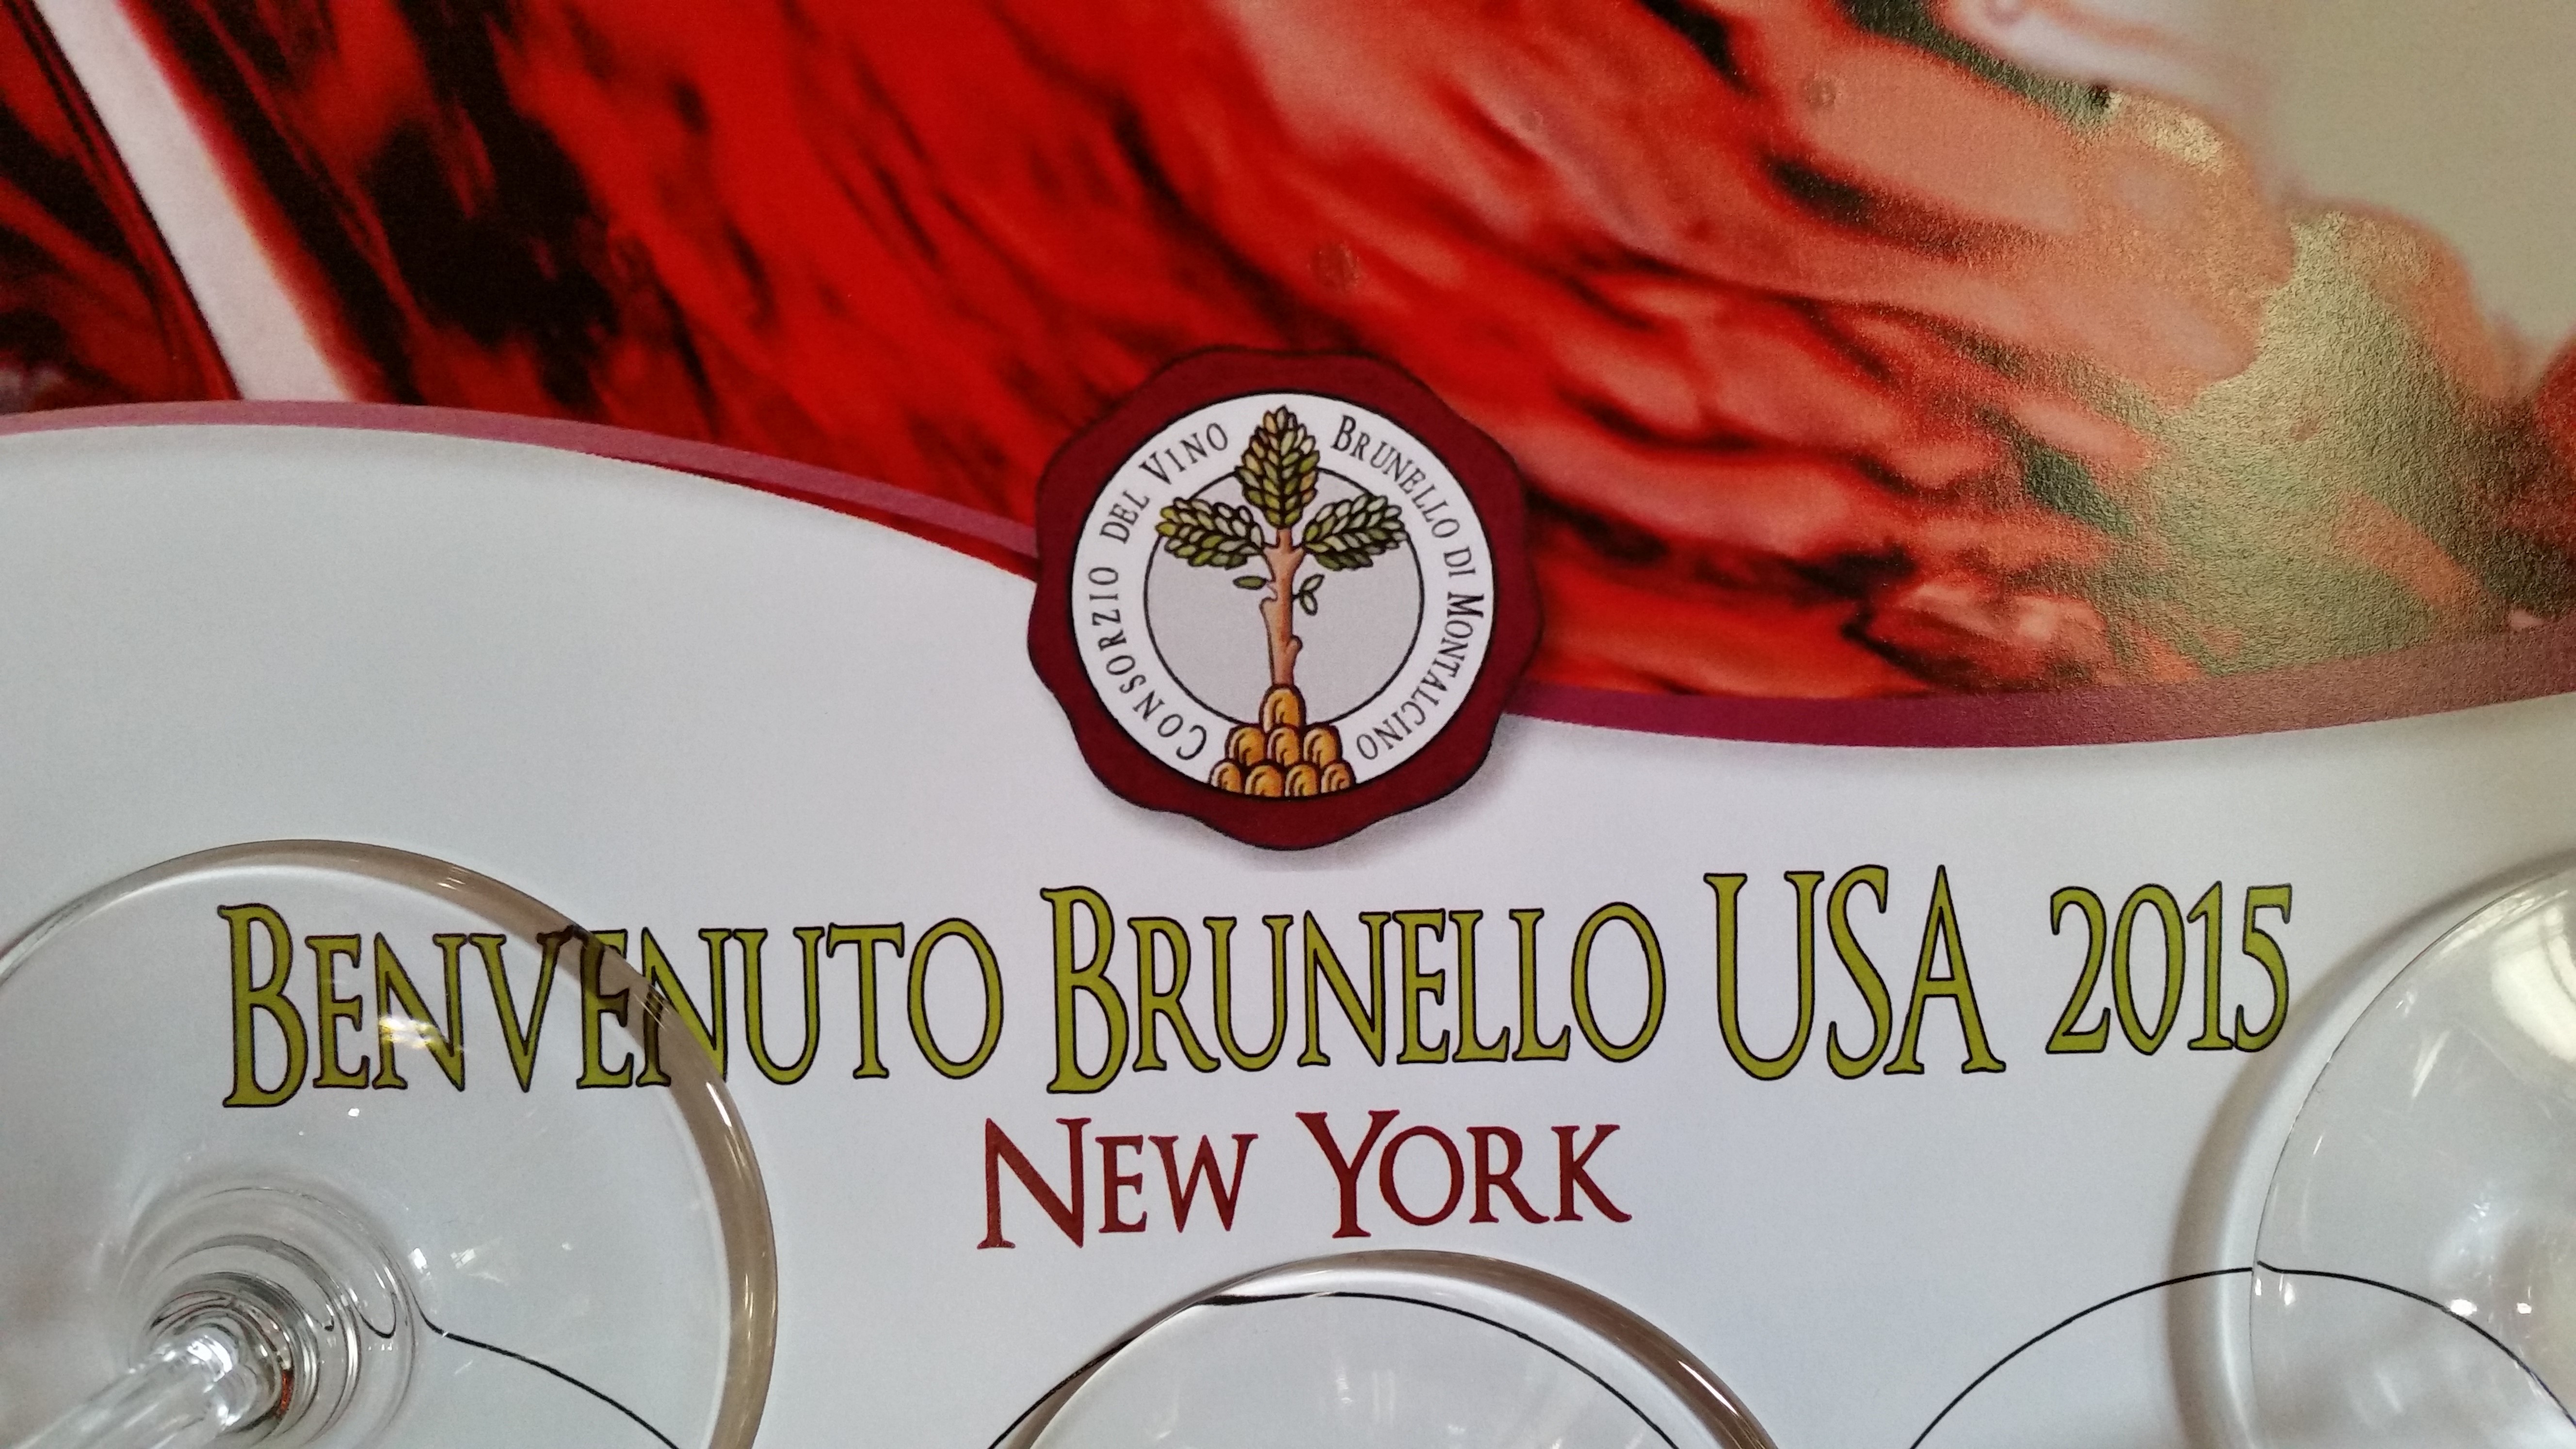 CONSORZIO DEL VINO BRUNELLO DI MONTALCINO
BENVENUTO BRUNELLO USA 2015
NEW YORK